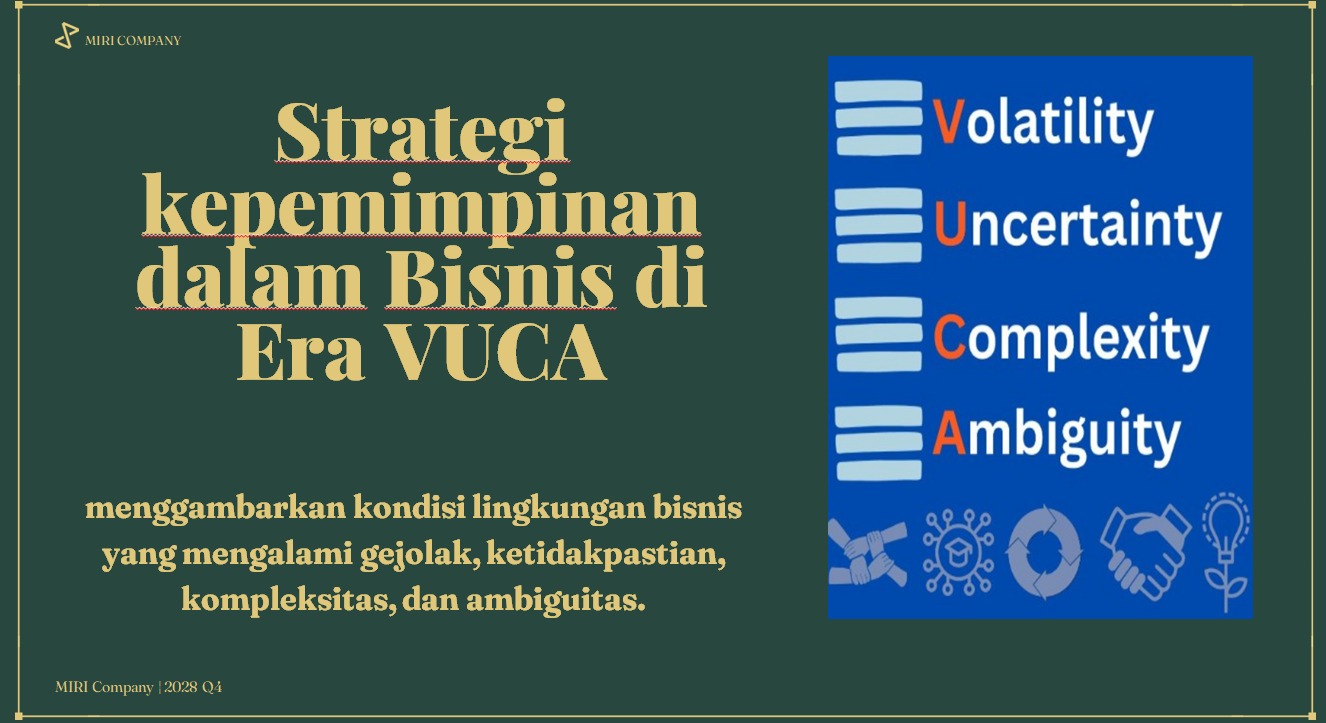 MIRI COMPANY
Strategi
kepemimpinan
dalam Bisnis di
Era VUCA
menggambarkan kondisi lingkungan bisnis
yang mengalami gejolak, ketidakpastian,
kompleksitas, dan ambiguitas.
Volatility
Uncertainty
Complexity
Ambiguity
MIRI Company | 2028 Q4